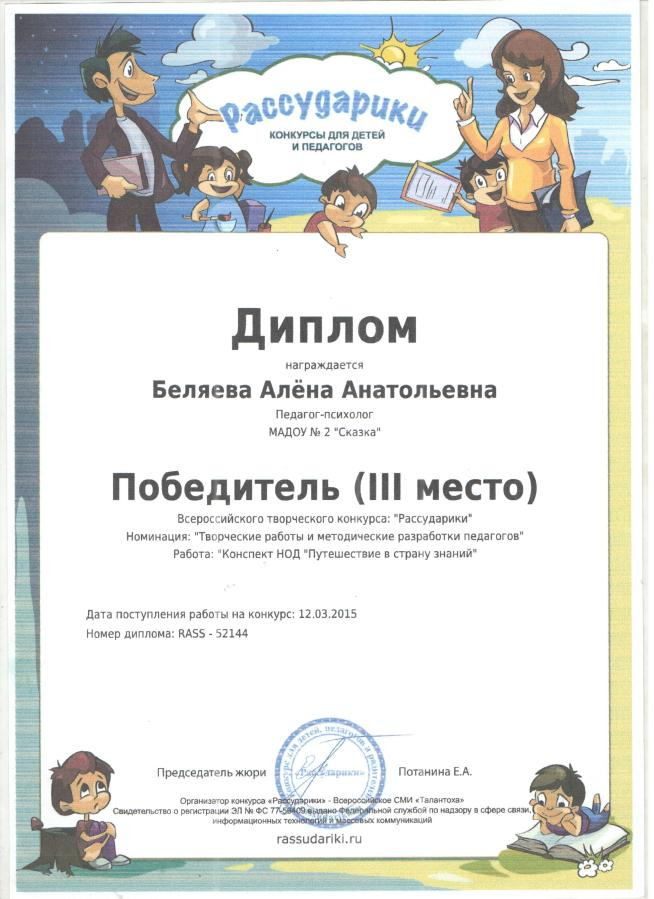 Рассударики
КОНКУРСЫ ДЛЯ ДЕТЕЙ
И ПЕДАГОГОВ
Диплом
награждается
Беляева Алёна Анатольевна
Педагог-психолог
МАДОУ № 2 "Сказка"
Победитель (III место)
Всероссийского творческого конкурса: "Рассударики"
Номинация: "Творческие работы и методические разработки педагогов"
Работа: "Конспект НОД "Путешествие в страну знаний"
Дата поступления работы на конкурс: 12.03.2015
Номер диплома: RASS - 52144
Председатель жюри «Рассударики» Потанина Е.А.
Организатор конкурса «Рассударики» - Всероссийское СМИ «Талантоха»
Свидетельство о регистрации ЭЛ № ФС 77-58409 выдано Федеральной службой по надзору в сфере связи,
информационных технологий и массовых коммуникаций
rassudariki.ru